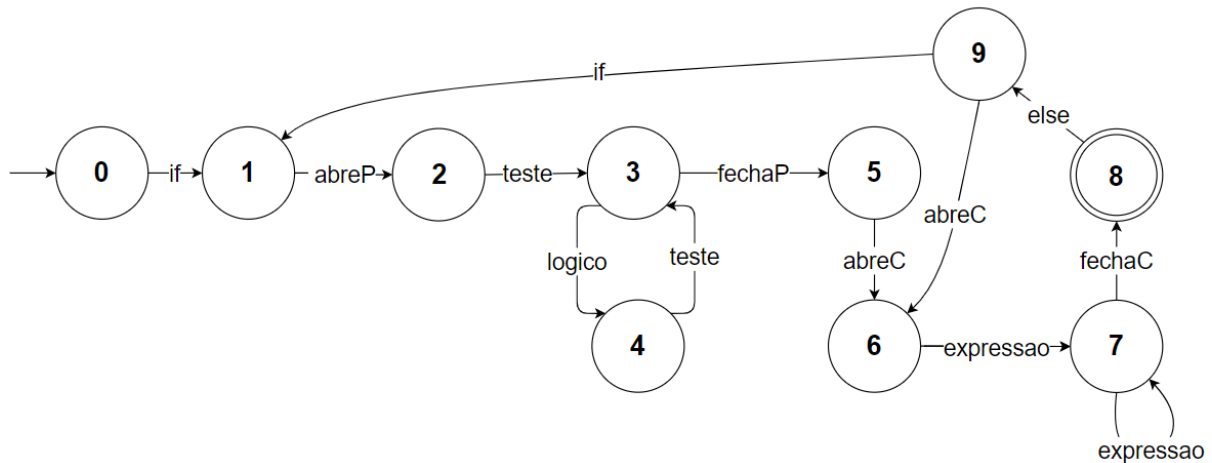 9
if
else
0
if
1
abreP
2
teste
3
fechaP
5
8
abreC
logico
teste
abreC
fechaC
4
6
expressao
7
expressao